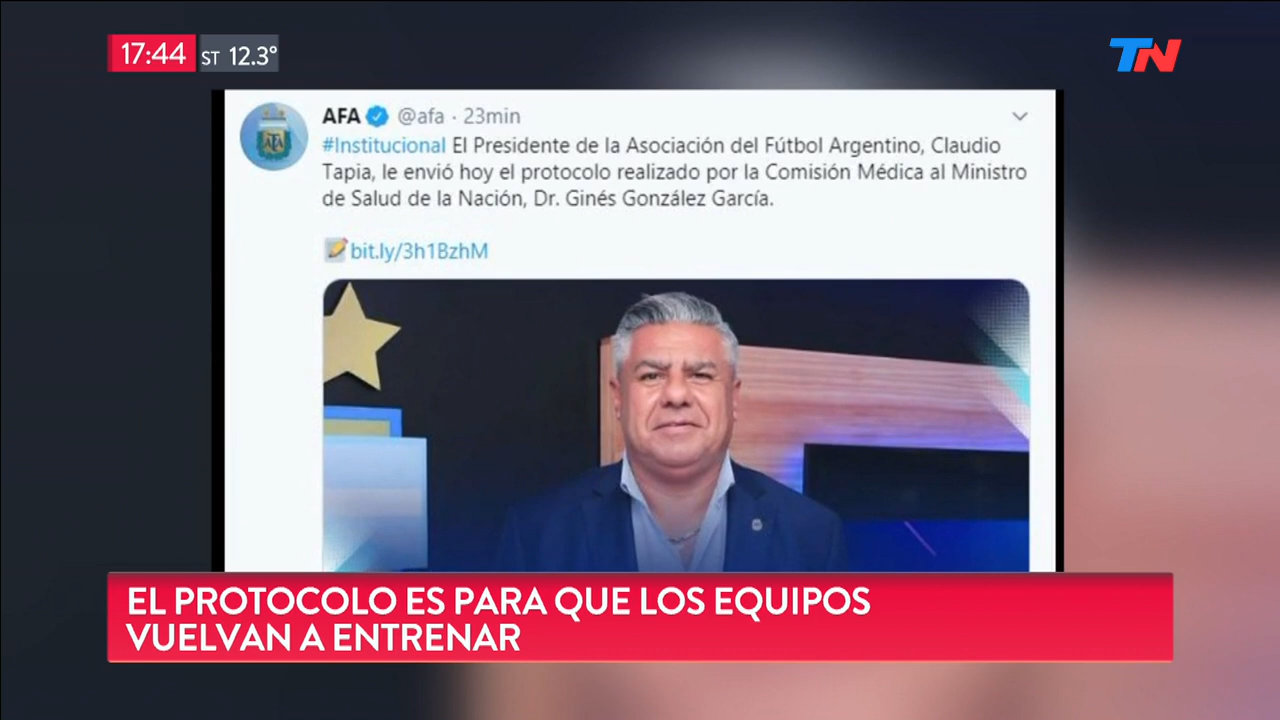 17:44 ST 12.3°
TN
AFA @afa · 23min
#Institucional El Presidente de la Asociación del Fútbol Argentino, Claudio
Tapia, le envió hoy el protocolo realizado por la Comisión Médica al Ministro
de Salud de la Nación, Dr. Ginés González García.
bit.ly/3h1BzhM
EL PROTOCOLO ES PARA QUE LOS EQUIPOS
VUELVAN A ENTRENAR